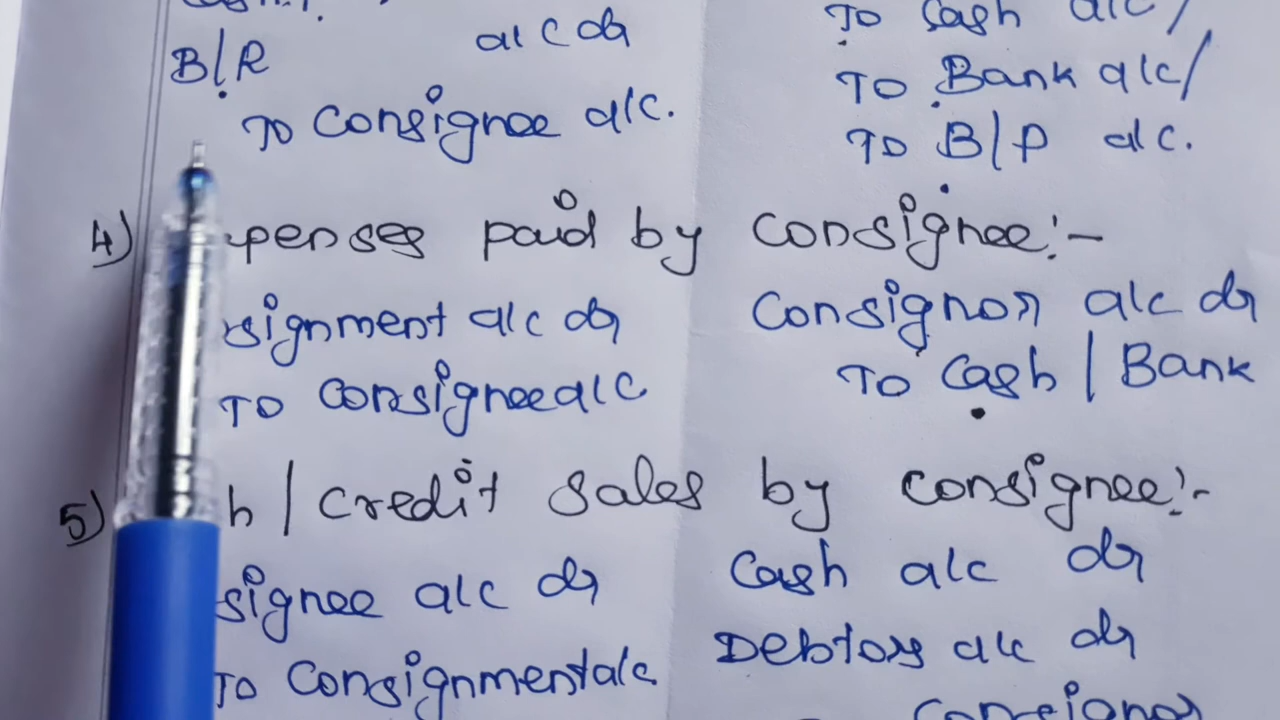 B/R a/c dr
To Consignee a/c.
To Cash a/c/
To Bank a/c/
To B/P a/c.
4) penses paid by consignee:-
signment a/c dr
To Consignee a/c
Consignor a/c dr
To Cash / Bank
5) h / credit sales by consignee:-
signee a/c dr
To Consignment a/c
Cash a/c dr
Debtors a/c dr
Consignor